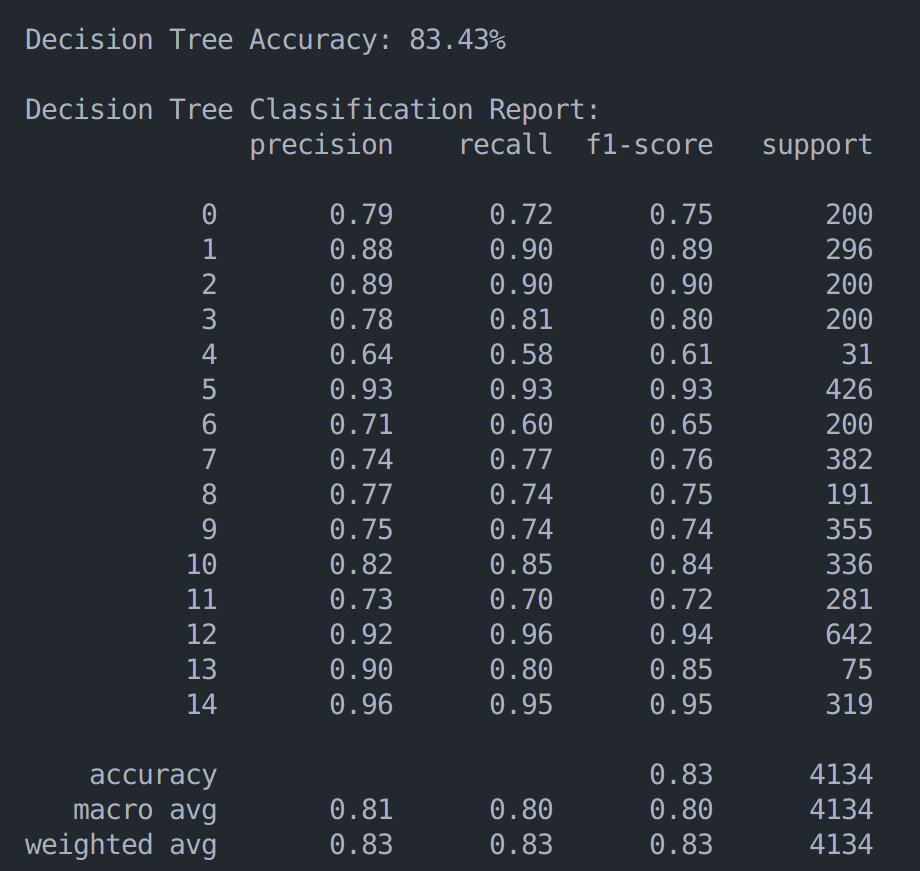 Decision Tree Accuracy: 83.43%
Decision Tree Classification Report:
precision recall f1-score support
0 0.79 0.72 0.75 200
1 0.88 0.90 0.89 296
2 0.89 0.90 0.90 200
3 0.78 0.81 0.80 200
4 0.64 0.58 0.61 31
5 0.93 0.93 0.93 426
6 0.71 0.60 0.65 200
7 0.74 0.77 0.76 382
8 0.77 0.74 0.75 191
9 0.75 0.74 0.74 355
10 0.82 0.85 0.84 336
11 0.73 0.70 0.72 281
12 0.92 0.96 0.94 642
13 0.90 0.80 0.85 75
14 0.96 0.95 0.95 319
accuracy 0.83 4134
macro avg 0.81 0.80 0.80 4134
weighted avg 0.83 0.83 0.83 4134